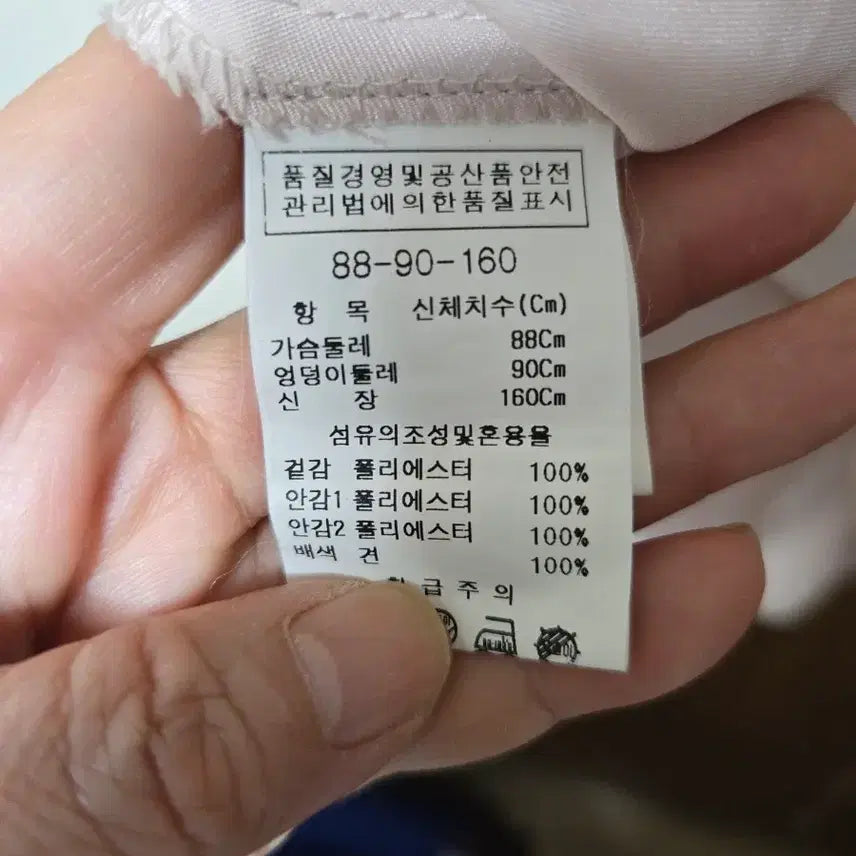 품질경영및공산품안전
관리법에의한품질표시
88-90-160
항 목 신체치수(Cm)
가슴둘레 88Cm
엉덩이둘레 90Cm
신 장 160Cm
섬유의조성및혼용율
겉감 폴리에스터 100%
안감1 폴리에스터 100%
안감2 폴리에스터 100%
배색 견 100%
급주의